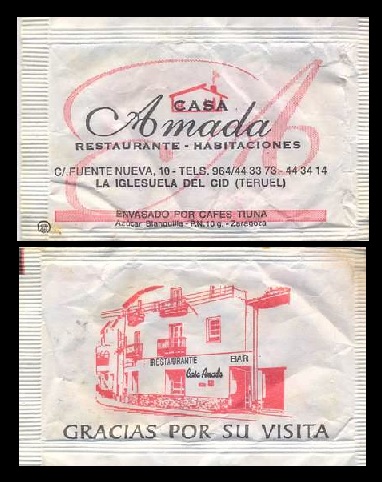 CASA
Amada
RESTAURANTE - HABITACIONES
C/ FUENTE NUEVA, 10 - TELS. 964/44 33 73 - 44 34 14
LA IGLESUELA DEL CID (TERUEL)
ENVASADO POR CAFES TIUNA
Azúcar Blanquilla - P.N. 10 g. - Zaragoza
RESTAURANTE
BAR
Casa Amada
GRACIAS POR SU VISITA